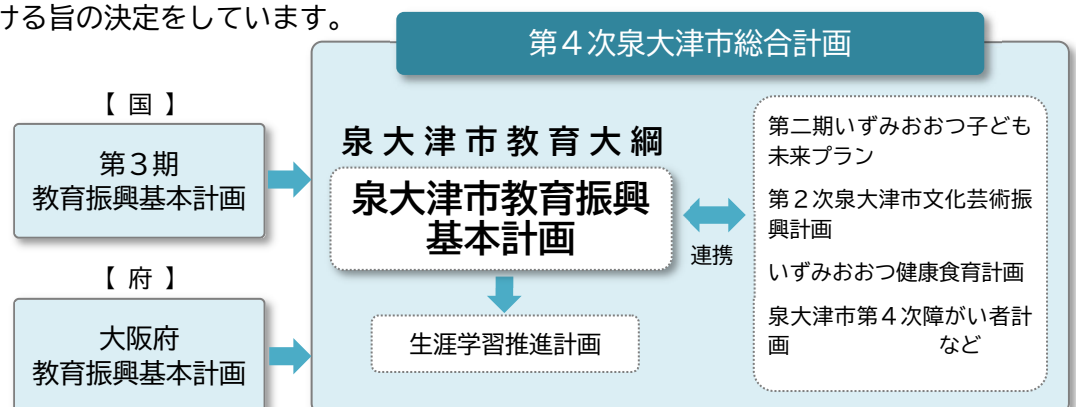 ける旨の決定をしています。
第4次泉大津市総合計画
【 国 】
第3期
教育振興基本計画
【 府 】
大阪府
教育振興基本計画
泉大津市教育大綱
泉大津市教育振興
基本計画
生涯学習推進計画
連携
第二期いずみおおつ子ども
未来プラン
第2次泉大津市文化芸術振
興計画
いずみおおつ健康食育計画
泉大津市第4次障がい者計
画 など